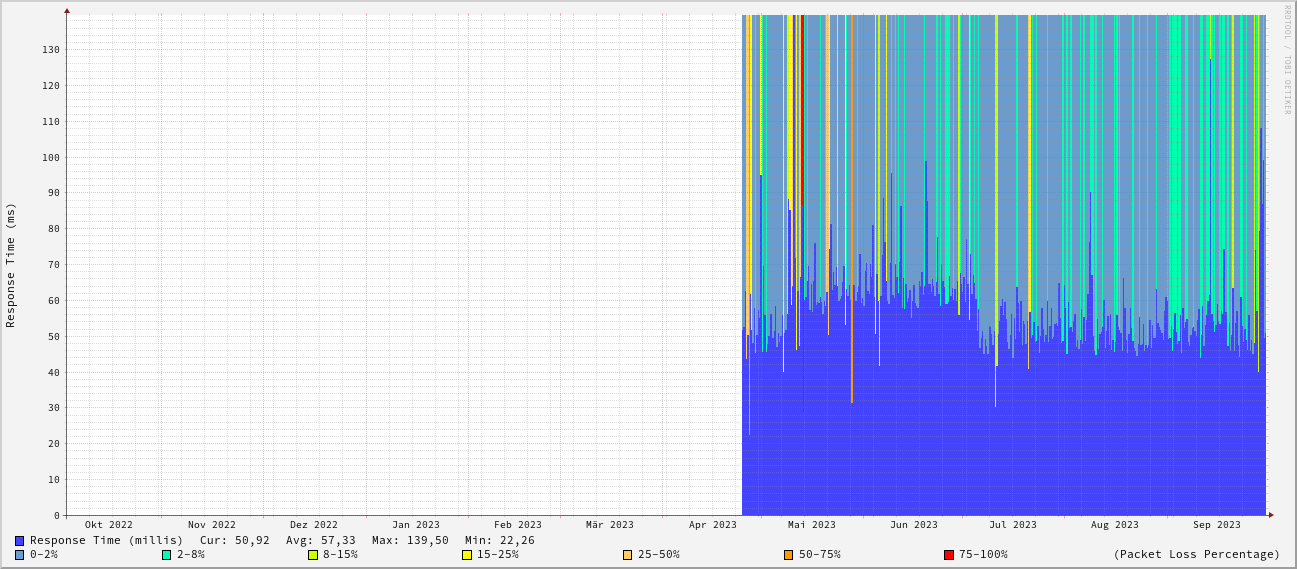 RRDTOOL / TOBI OETIKER
Response Time (ms)
130
120
110
100
90
80
70
60
50
40
30
20
10
0
Okt 2022 Nov 2022 Dez 2022 Jan 2023 Feb 2023 Mär 2023 Apr 2023 Mai 2023 Jun 2023 Jul 2023 Aug 2023 Sep 2023
Response Time (millis) Cur: 50,92 Avg: 57,33 Max: 139,50 Min: 22,26
0-2% 2-8% 8-15% 15-25% 25-50% 50-75% 75-100% (Packet Loss Percentage)